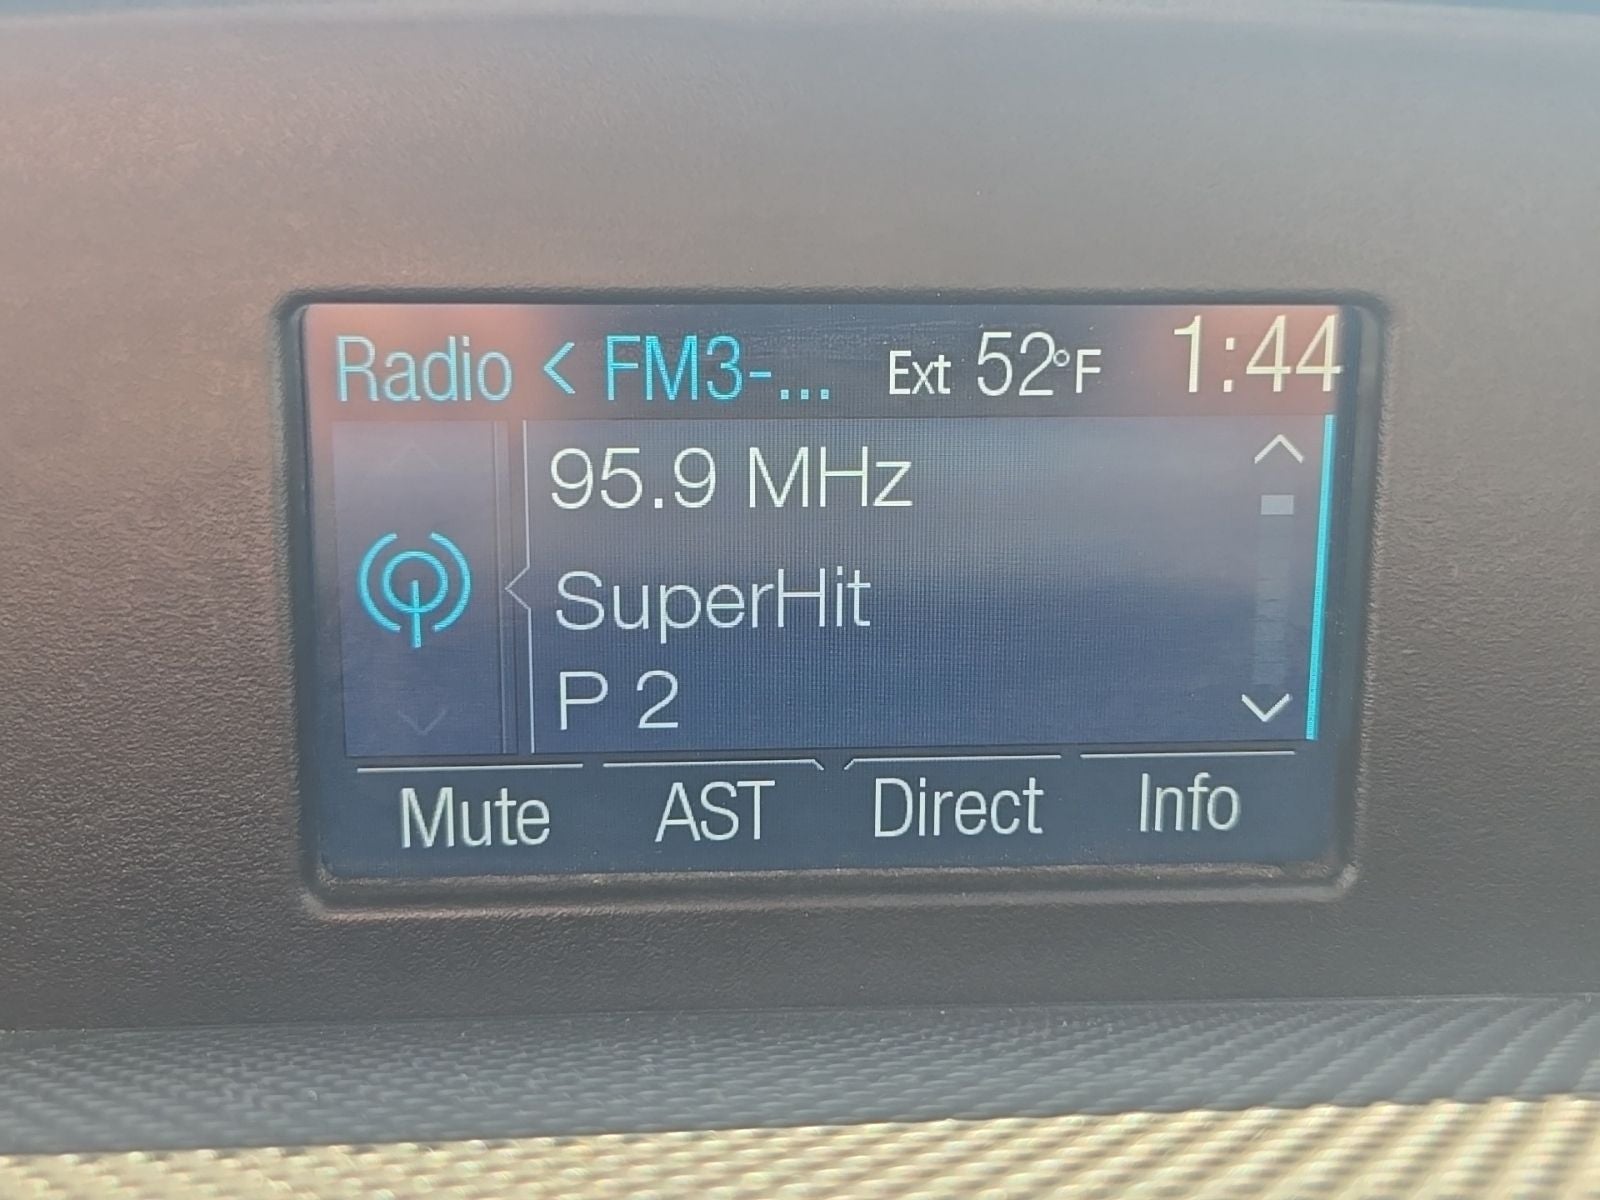 Radio < FM3-... Ext 52°F 1:44
95.9 MHz
SuperHit
P 2
Mute AST Direct Info